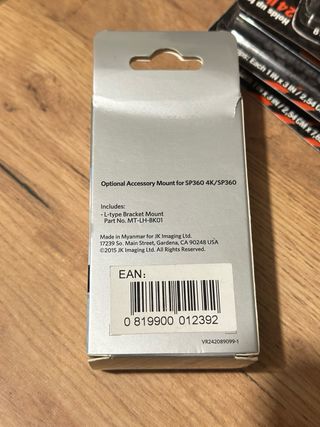 Holds up
Optional Accessory Mount for SP360 4K/SP360
Includes:
- L-type Bracket Mount
Part No. MT-LH-BK01
Made in Myanmar for JK Imaging Ltd.
17239 So. Main Street, Gardena, CA 90248 USA
©2015 JK Imaging Ltd. All Rights Reserved.
EAN:
0 819900 012392
VR242089099-1